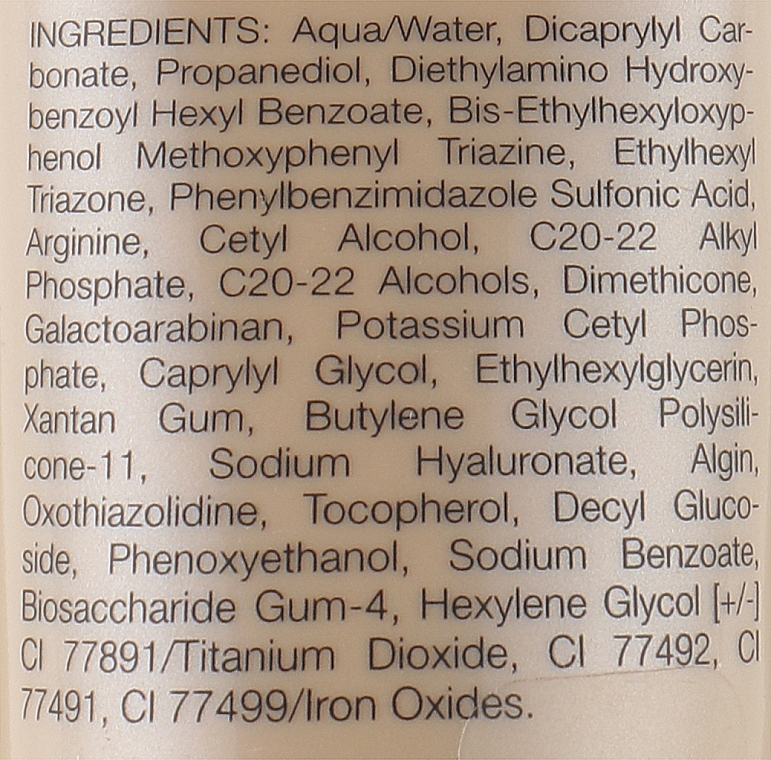 INGREDIENTS: Aqua/Water, Dicaprylyl Car-
bonate, Propanediol, Diethylamino Hydroxy-
benzoyl Hexyl Benzoate, Bis-Ethylhexyloxyp-
henol Methoxyphenyl Triazine, Ethylhexyl
Triazone, Phenylbenzimidazole Sulfonic Acid,
Arginine, Cetyl Alcohol, C20-22 Alkyl
Phosphate, C20-22 Alcohols, Dimethicone,
Galactoarabinan, Potassium Cetyl Phos-
phate, Caprylyl Glycol, Ethylhexylglycerin,
Xantan Gum, Butylene Glycol Polysili-
cone-11, Sodium Hyaluronate, Algin,
Oxothiazolidine, Tocopherol, Decyl Gluco-
side, Phenoxyethanol, Sodium Benzoate,
Biosaccharide Gum-4, Hexylene Glycol [+/-]
CI 77891/Titanium Dioxide, CI 77492, CI
77491, CI 77499/Iron Oxides.